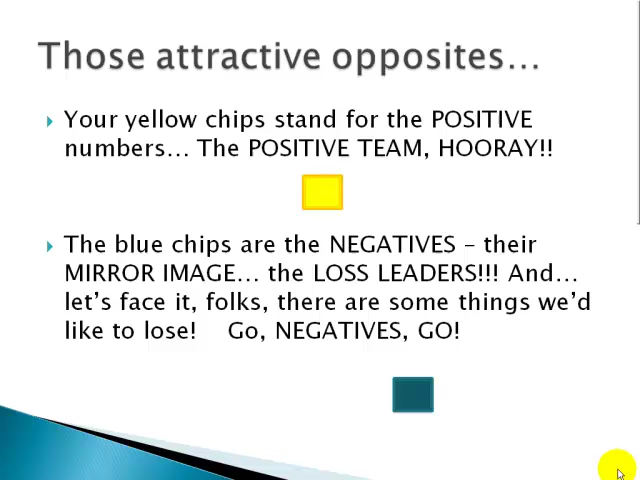 Those attractive opposites…
Your yellow chips stand for the POSITIVE
numbers… The POSITIVE TEAM, HOORAY!!
The blue chips are the NEGATIVES – their
MIRROR IMAGE… the LOSS LEADERS!!! And…
let's face it, folks, there are some things we'd
like to lose!    Go, NEGATIVES, GO!